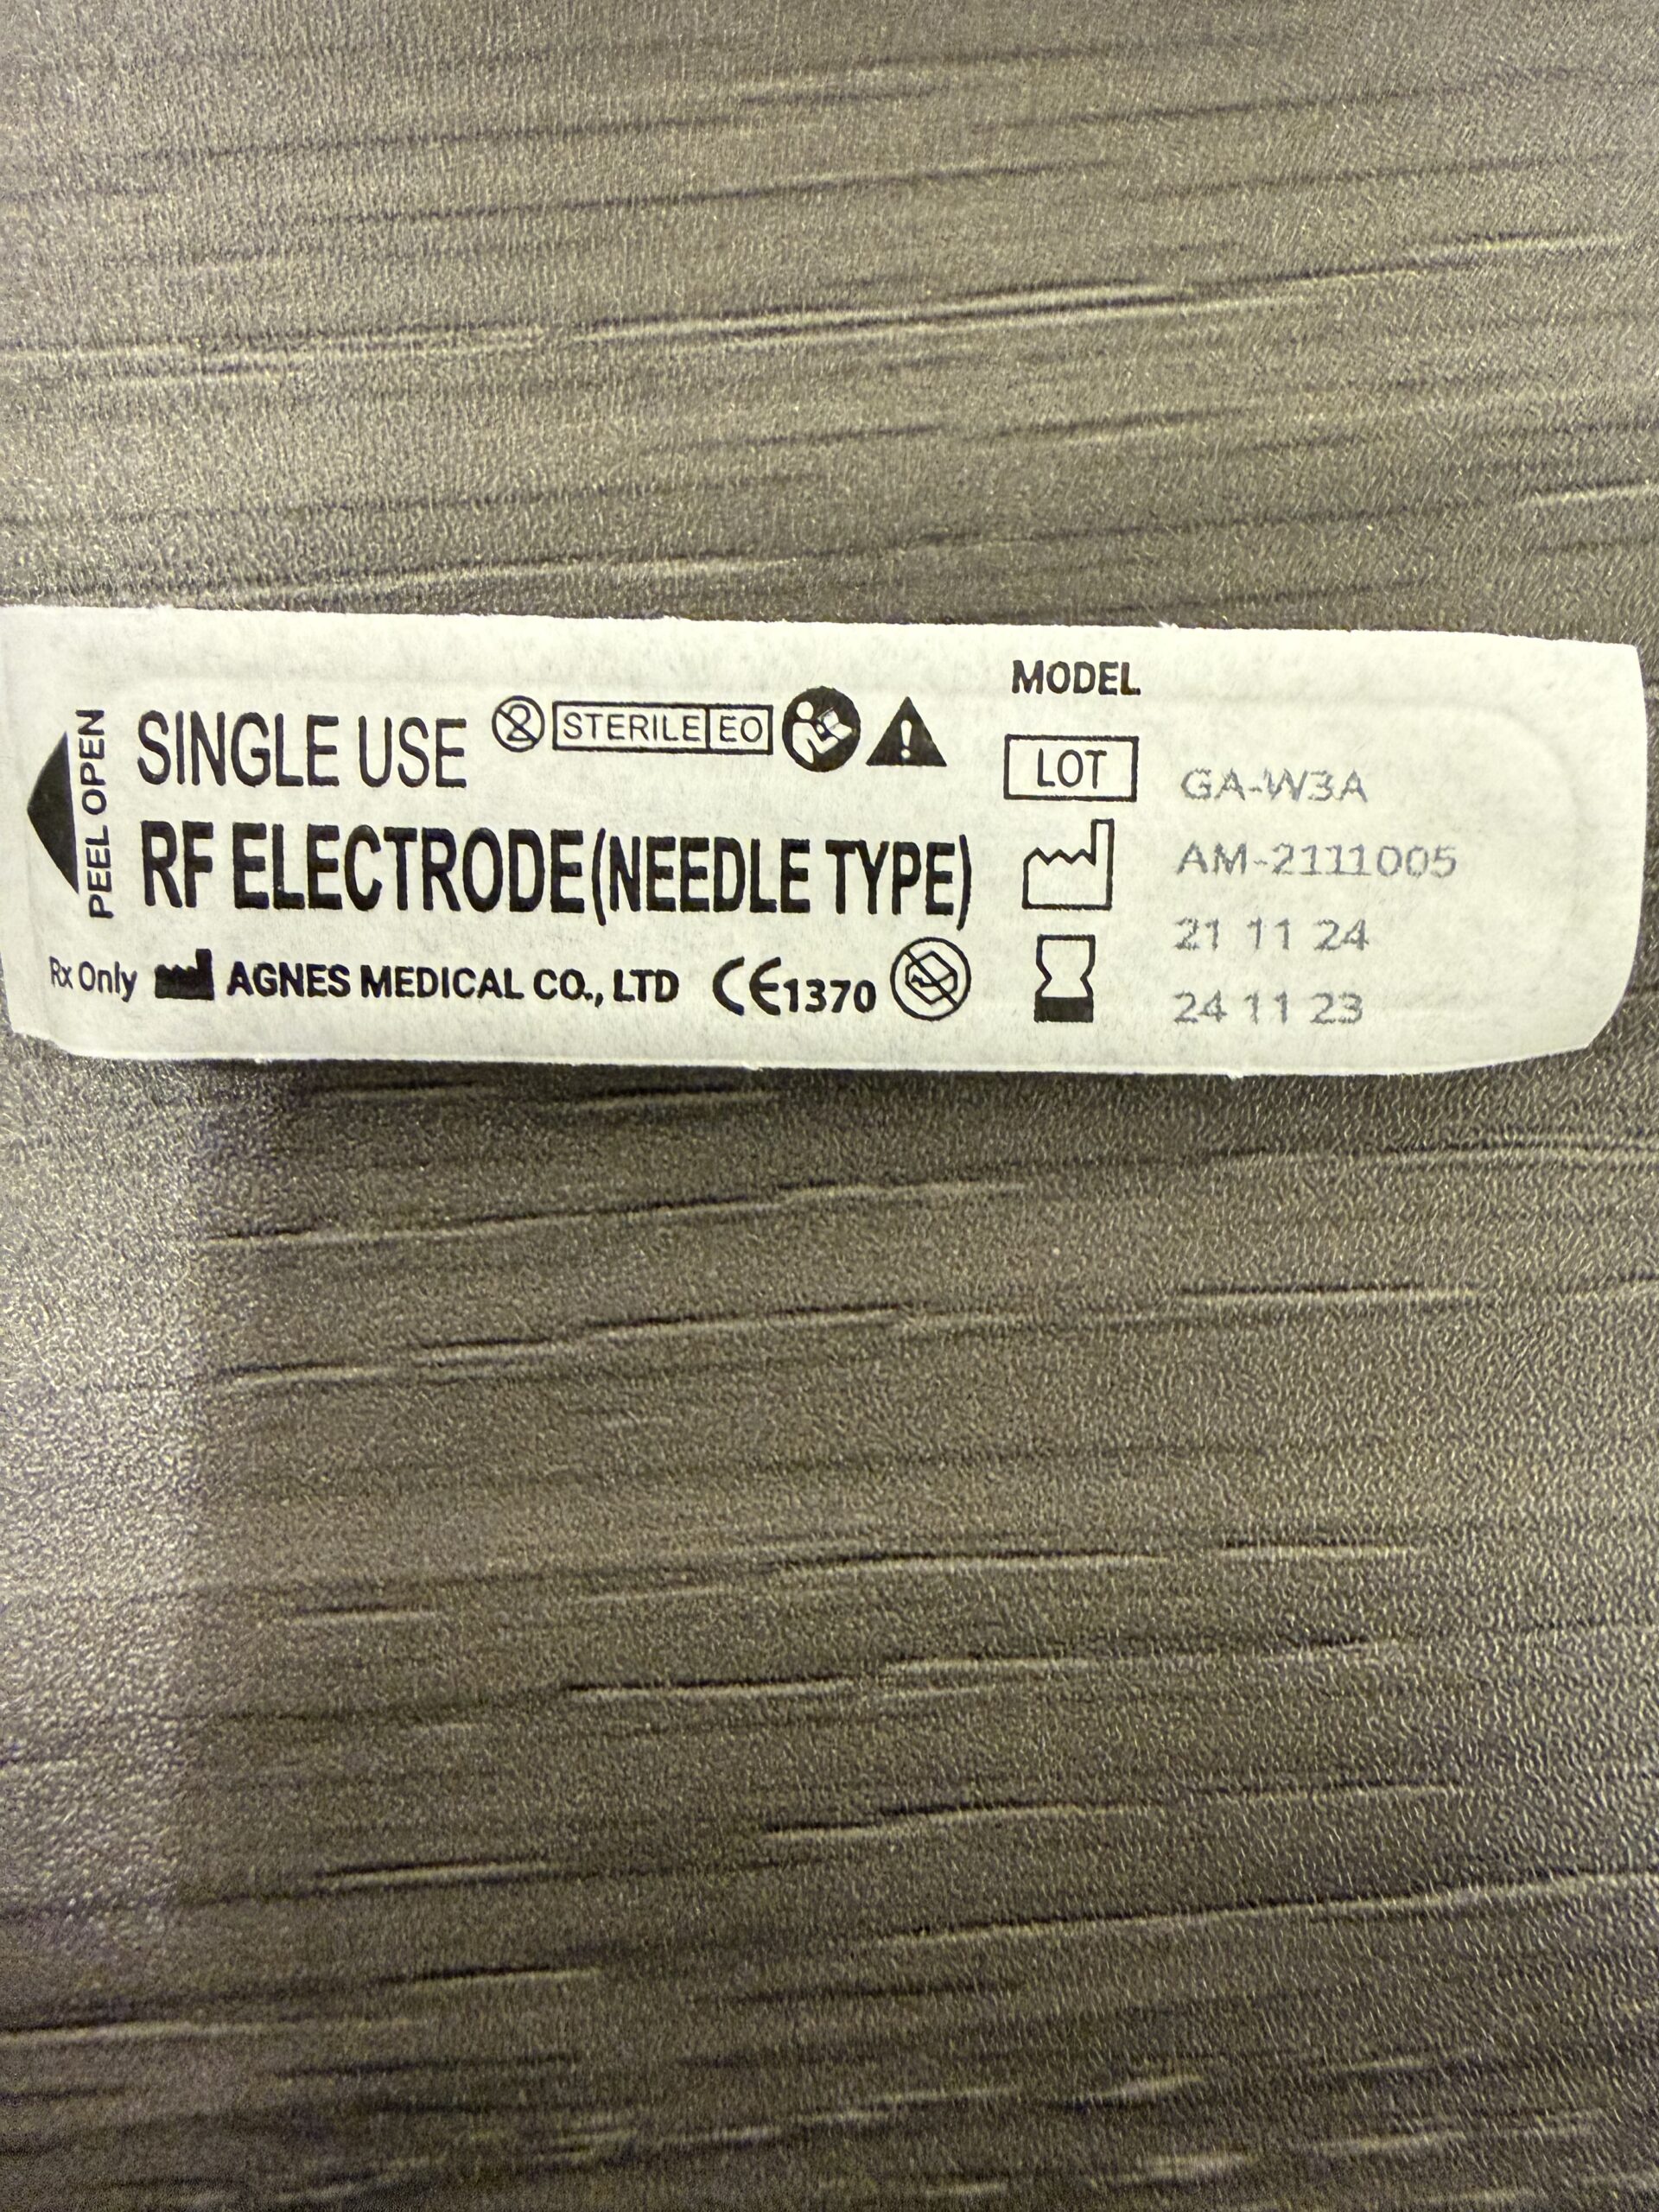 PEEL OPEN
SINGLE USE 2 STERILE EO
RF ELECTRODE(NEEDLE TYPE)
Rx Only AGNES MEDICAL CO., LTD CE1370
MODEL
LOT
GA-W3A
AM-2111005
21 11 24
24 11 23